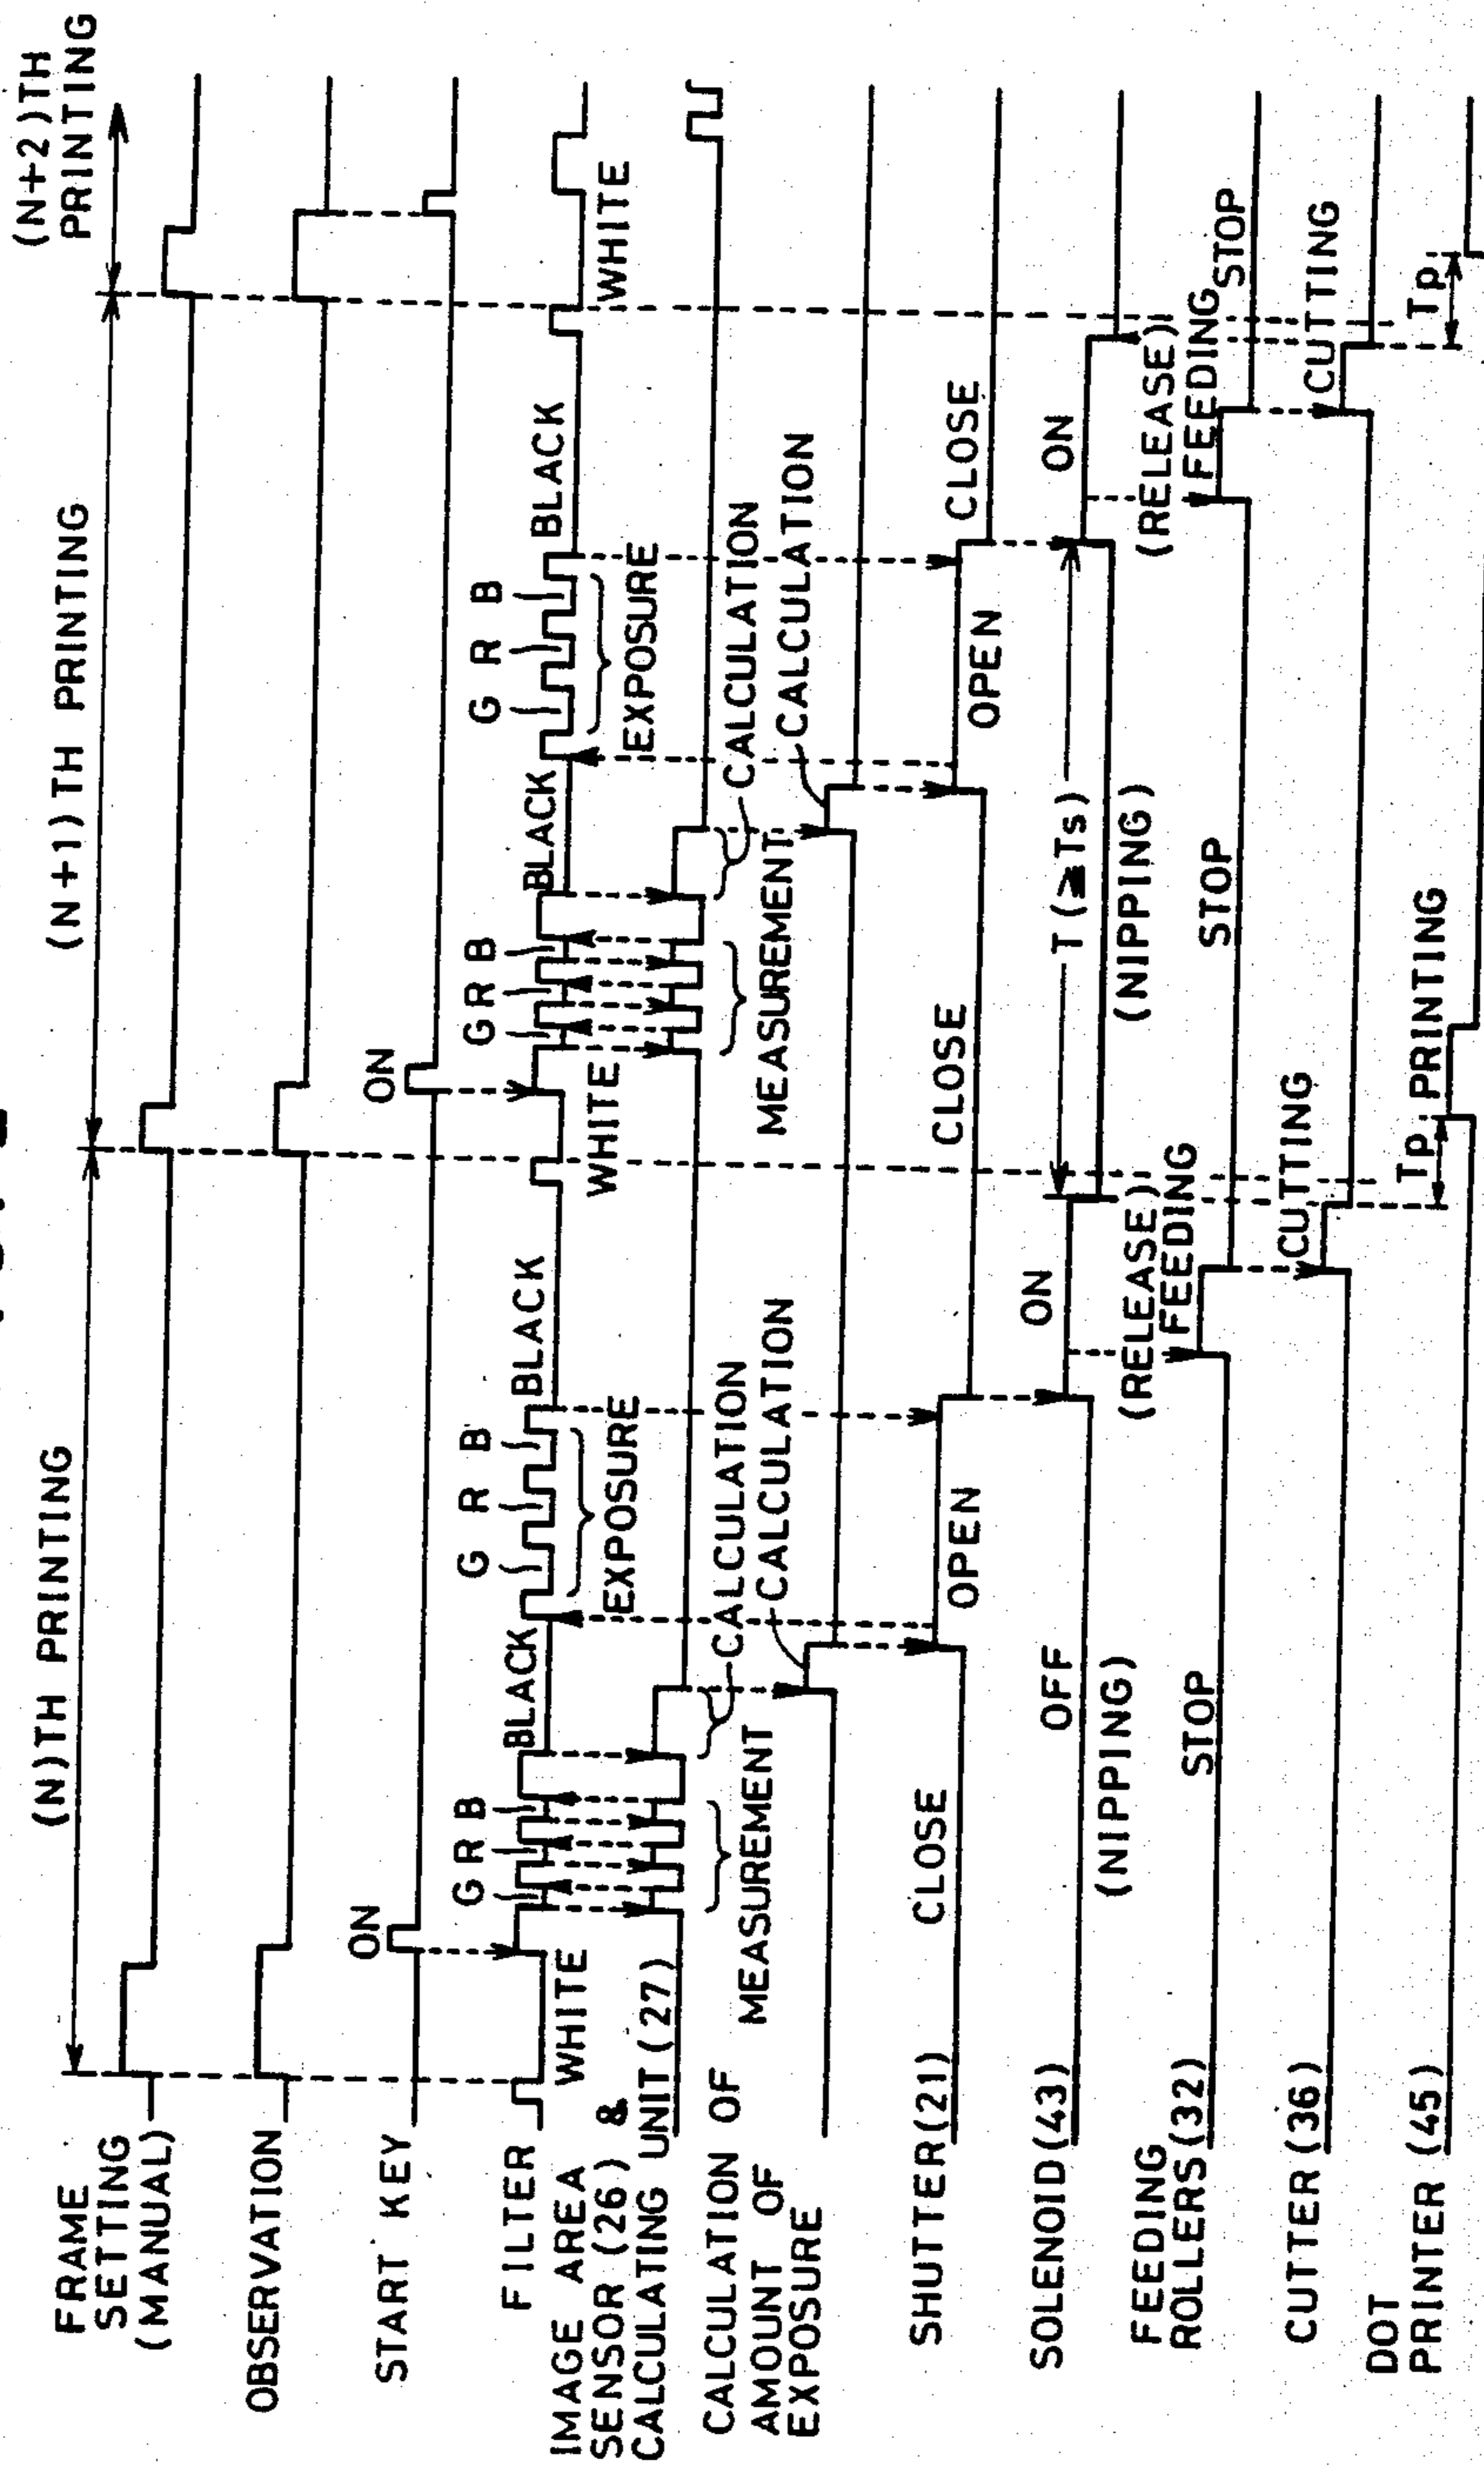 (N)TH PRINTING
(N+1)TH PRINTING
(N+2)TH
PRINTING
FRAME
SETTING
(MANUAL)
OBSERVATION
START KEY
ON
ON
FILTER
WHITE
G R B
BLACK
G R B
EXPOSURE
BLACK
WHITE
G R B
BLACK
G R B
EXPOSURE
BLACK
WHITE
IMAGE AREA
SENSOR (26) &
CALCULATING UNIT (27)
MEASUREMENT
CALCULATION
MEASUREMENT
CALCULATION
CALCULATION OF
AMOUNT OF
EXPOSURE
CALCULATION
CALCULATION
SHUTTER(21)
CLOSE
OPEN
CLOSE
OPEN
CLOSE
SOLENOID(43)
OFF
(NIPPING)
ON
(RELEASE)
T(≧Ts)
(NIPPING)
ON
(RELEASE)
FEEDING
ROLLERS(32)
STOP
FEEDING
STOP
FEEDING
STOP
CUTTER(36)
CUTTING
CUTTING
DOT
PRINTER (45)
Tp
PRINTING
Tp